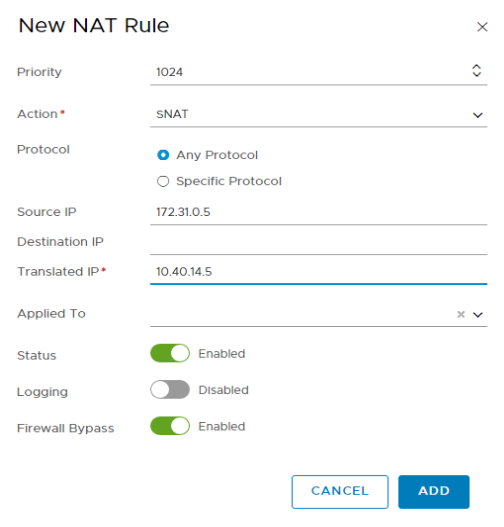 New NAT Rule
Priority 1024
Action* sNAT
Protocol Any Protocol
Specific Protocol
Source IP 172.31.0.5
Destination IP
Translated IP* 10.40.14.5
Applied To
Status Enabled
Logging Disabled
Firewall Bypass Enabled
CANCEL ADD